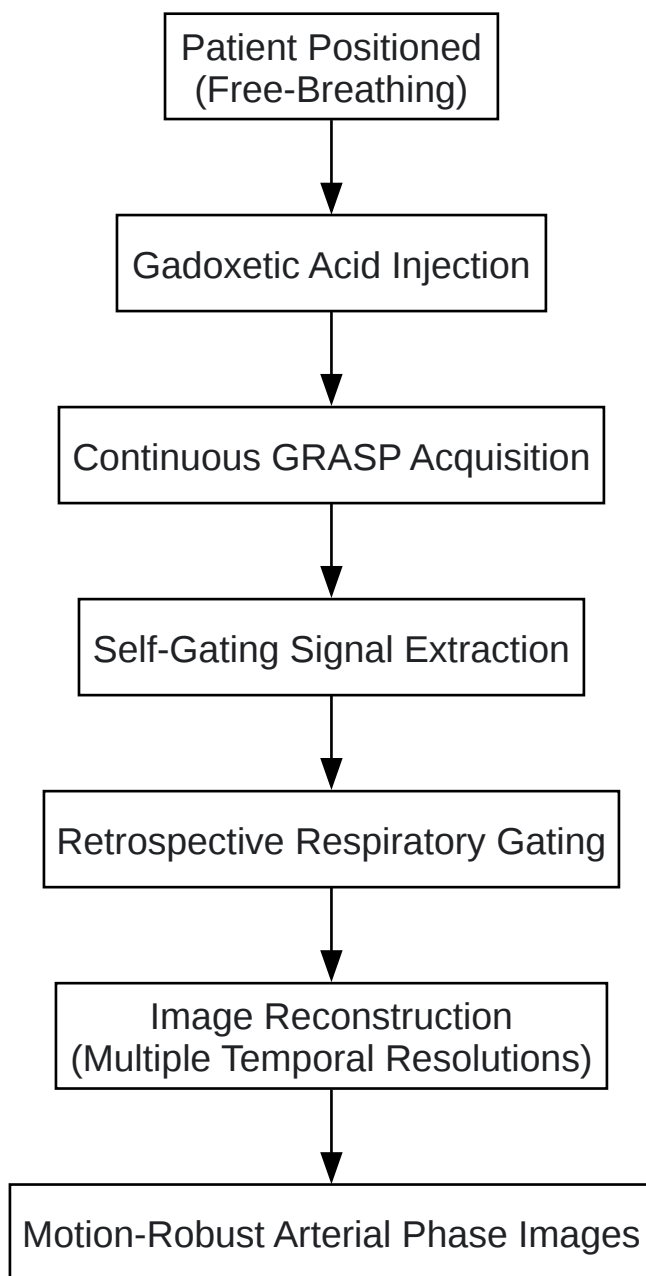 Patient Positioned
(Free-Breathing)
Gadoxetic Acid Injection
Continuous GRASP Acquisition
Self-Gating Signal Extraction
Retrospective Respiratory Gating
Image Reconstruction
(Multiple Temporal Resolutions)
Motion-Robust Arterial Phase Images